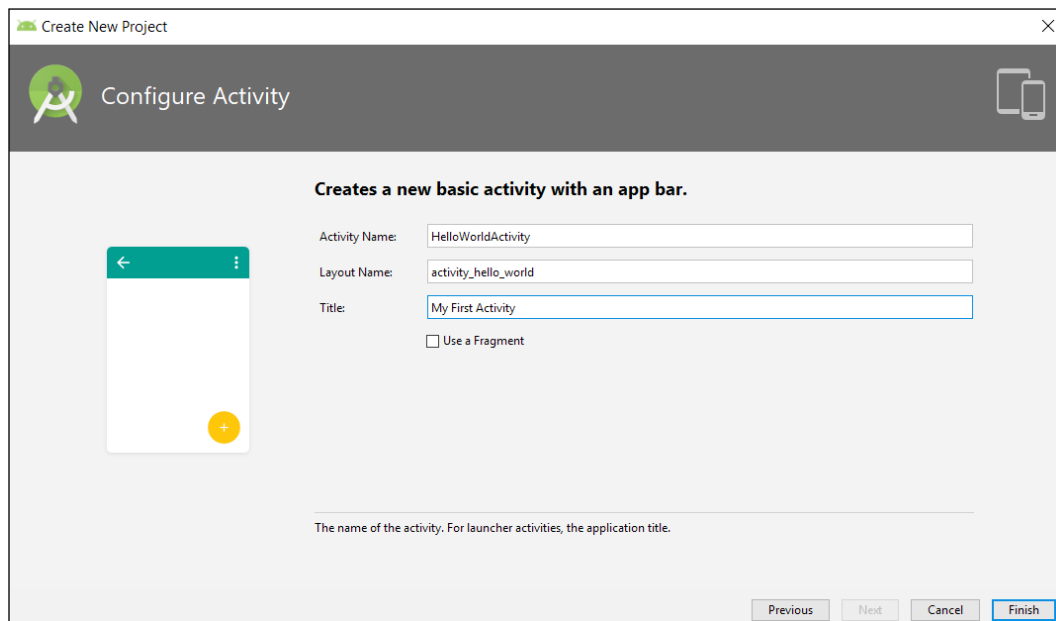 Create New Project
Configure Activity
Creates a new basic activity with an app bar.
Activity Name: HelloWorldActivity
Layout Name: activity_hello_world
Title: My First Activity
Use a Fragment
The name of the activity. For launcher activities, the application title.
Previous Next Cancel Finish